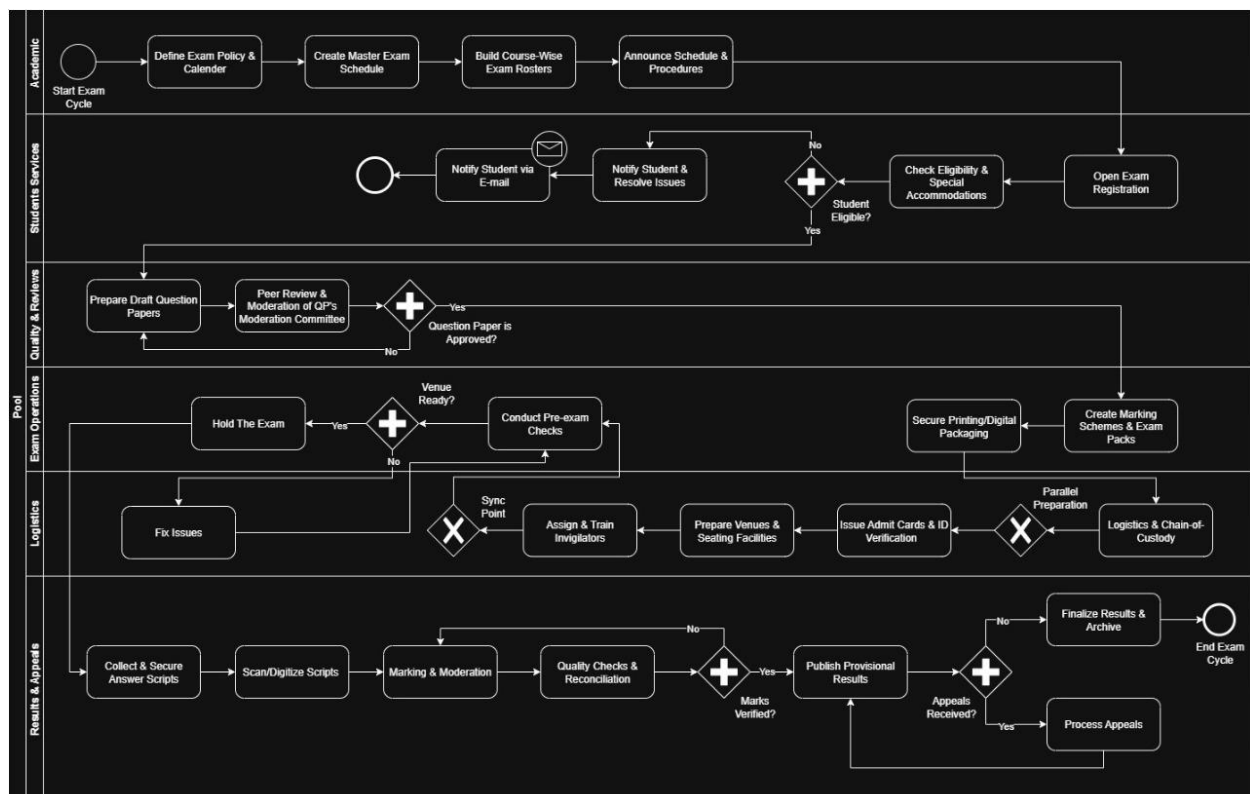 Pool
Academic
Start Exam
Cycle
Define Exam Policy &
Calender
Create Master Exam
Schedule
Build Course-Wise
Exam Rosters
Announce Schedule &
Procedures
Students Services
Notify Student via
E-mail
Notify Student &
Resolve Issues
No
Student
Eligible?
Yes
Check Eligibility &
Special
Accommodations
Open Exam
Registration
Quality & Reviews
Prepare Draft Question
Papers
Peer Review &
Moderation of QP's
Moderation Committee
Yes
Question Paper is
Approved?
No
Exam Operations
Hold The Exam
Yes
Venue
Ready?
No
Conduct Pre-exam
Checks
Secure Printing/Digital
Packaging
Create Marking
Schemes & Exam
Packs
Logistics
Fix Issues
Sync
Point
Assign & Train
Invigilators
Prepare Venues &
Seating Facilities
Issue Admit Cards & ID
Verification
Parallel
Preparation
Logistics & Chain-of-
Custody
Results & Appeals
Collect & Secure
Answer Scripts
Scan/Digitize Scripts
Marking & Moderation
Quality Checks &
Reconciliation
No
Yes
Marks
Verified?
Publish Provisional
Results
Appeals
Received?
No
Finalize Results &
Archive
End Exam
Cycle
Yes
Process Appeals